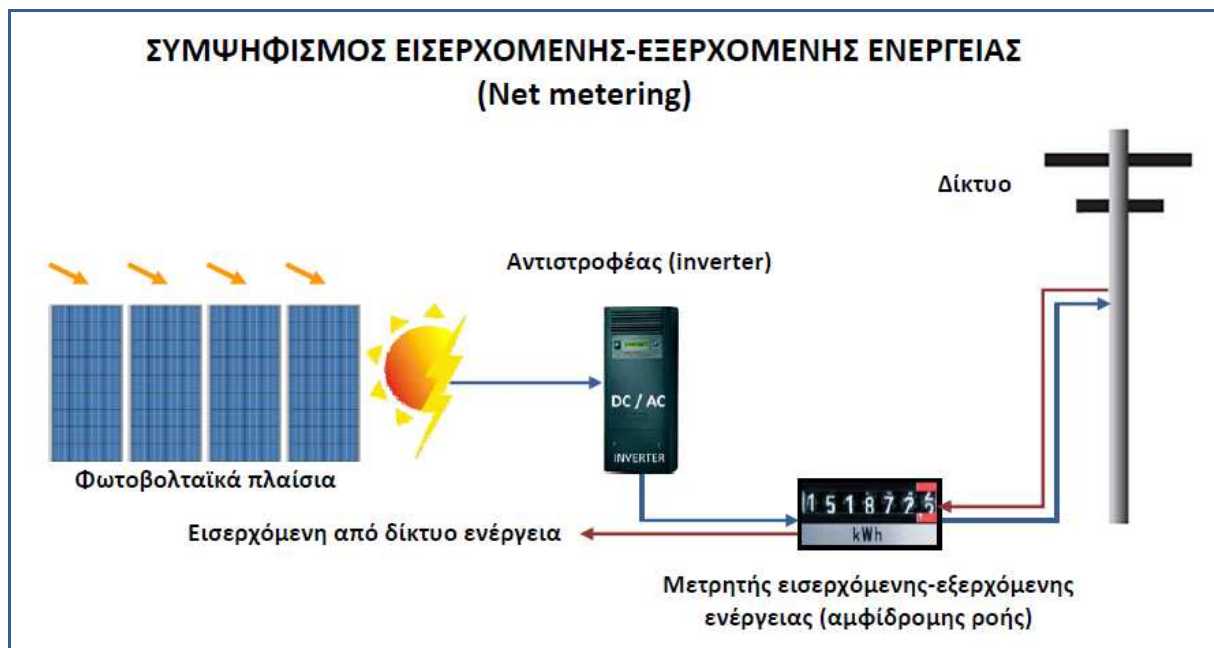 ΣΥΜΨΗΦΙΣΜΟΣ ΕΙΣΕΡΧΟΜΕΝΗΣ-ΕΞΕΡΧΟΜΕΝΗΣ ΕΝΕΡΓΕΙΑΣ
(Net metering)
Δίκτυο
Αντιστροφέας (inverter)
DC / AC
INVERTER
Φωτοβολταϊκά πλαίσια
151872
kWh
Εισερχόμενη από δίκτυο ενέργεια
Μετρητής εισερχόμενης-εξερχόμενης
ενέργειας (αμφίδρομης ροής)